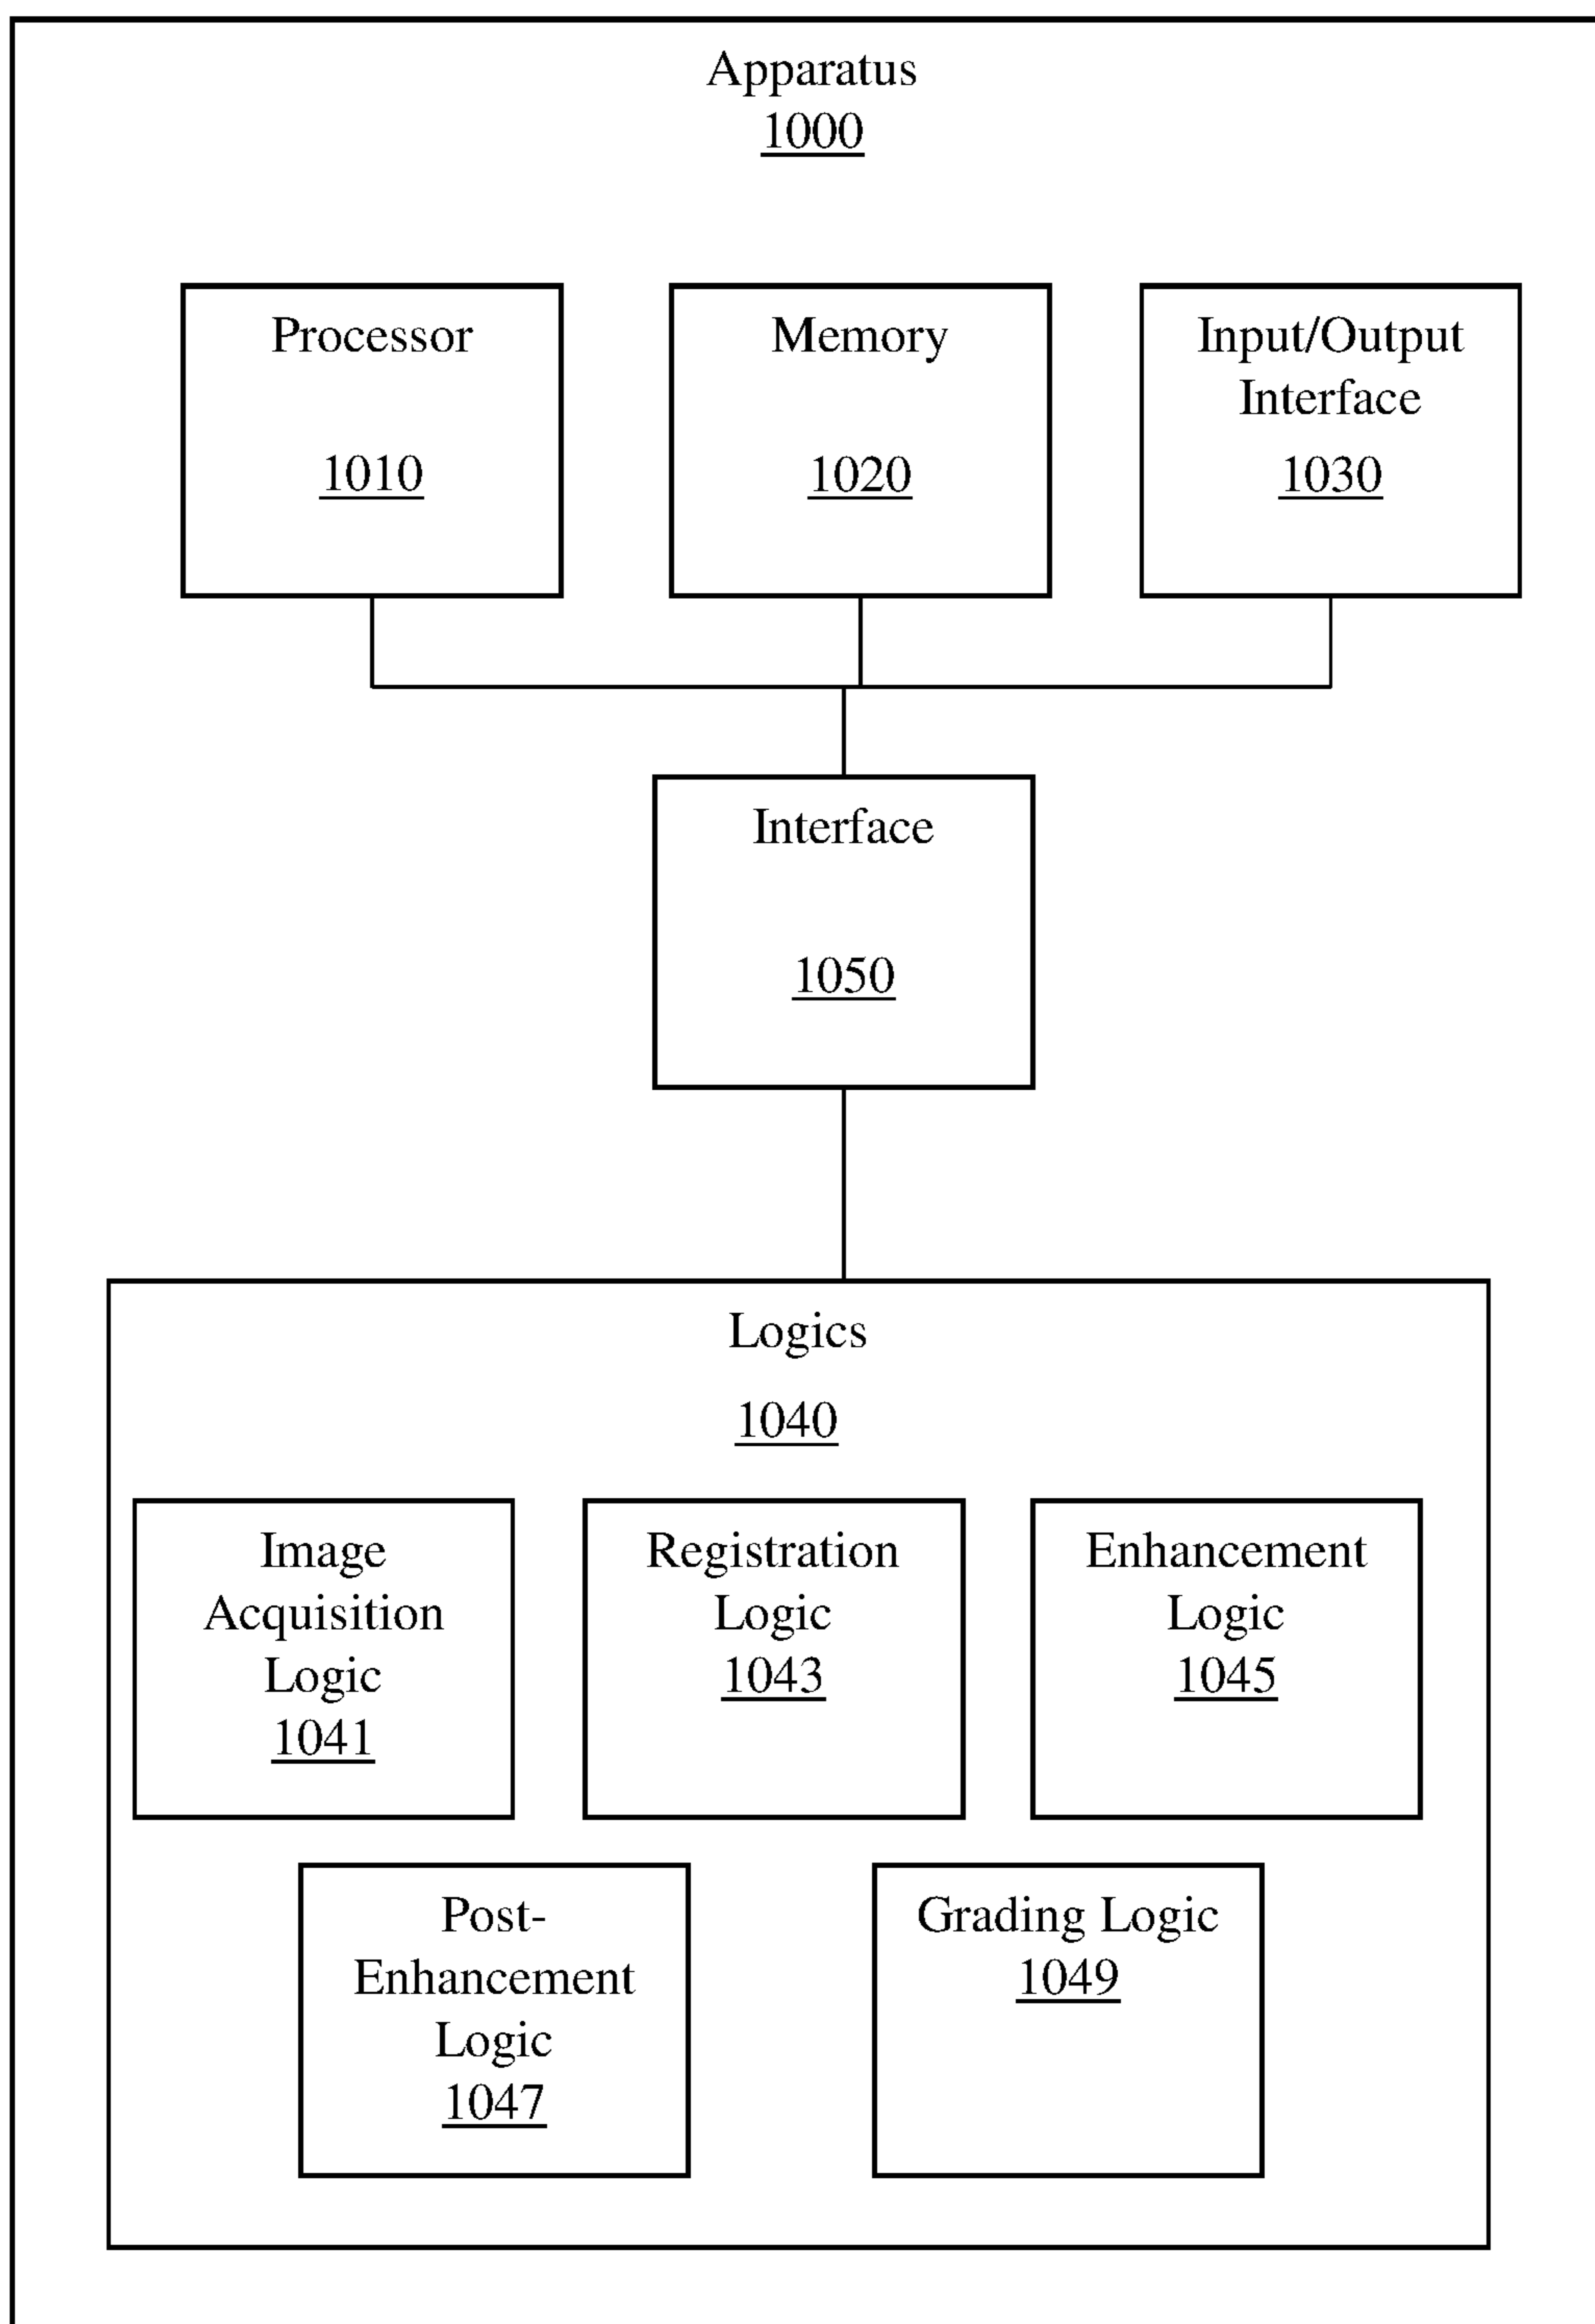 Apparatus
1000
Processor
1010
Memory
1020
Input/Output
Interface
1030
Interface
1050
Logics
1040
Image
Acquisition
Logic
1041
Registration
Logic
1043
Enhancement
Logic
1045
Post-
Enhancement
Logic
1047
Grading Logic
1049